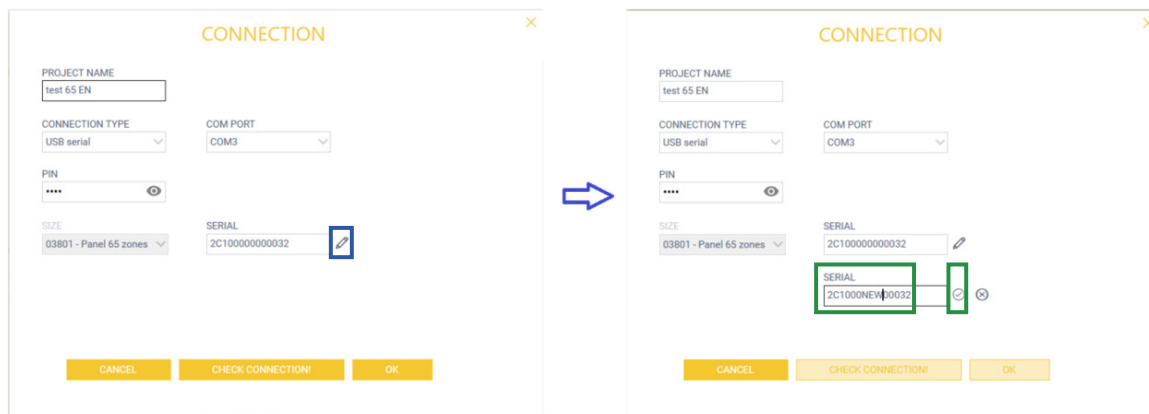 CONNECTION
PROJECT NAME
test 65 EN
CONNECTION TYPE
COM PORT
USB serial
COM3
PIN
••••
SIZE
SERIAL
03801 - Panel 65 zones
2C100000000032
CANCEL
CHECK CONNECTION!
OK
CONNECTION
PROJECT NAME
test 65 EN
CONNECTION TYPE
COM PORT
USB serial
COM3
PIN
••••
SIZE
SERIAL
03801 - Panel 65 zones
2C100000000032
SERIAL
2C1000NEW00032
CANCEL
CHECK CONNECTION!
OK